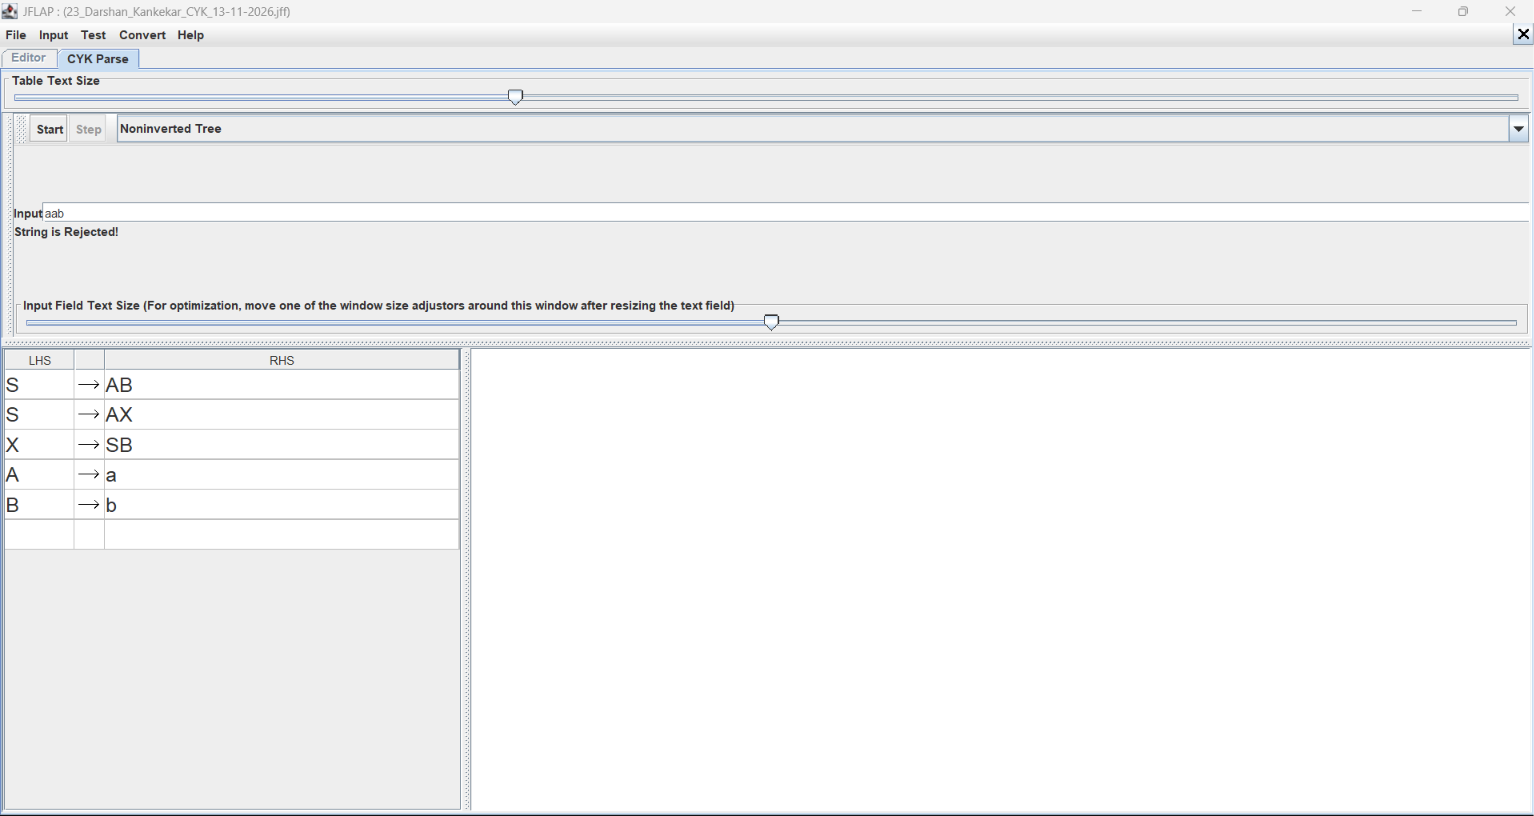 JFLAP : (23_Darshan_Kankekar_CYK_13-11-2026.jff)
File Input Test Convert Help
Editor CYK Parse
Table Text Size
Start Step Noninverted Tree
Input aab
String is Rejected!
Input Field Text Size (For optimization, move one of the window size adjustors around this window after resizing the text field)
LHS RHS
S → AB
S → AX
X → SB
A → a
B → b